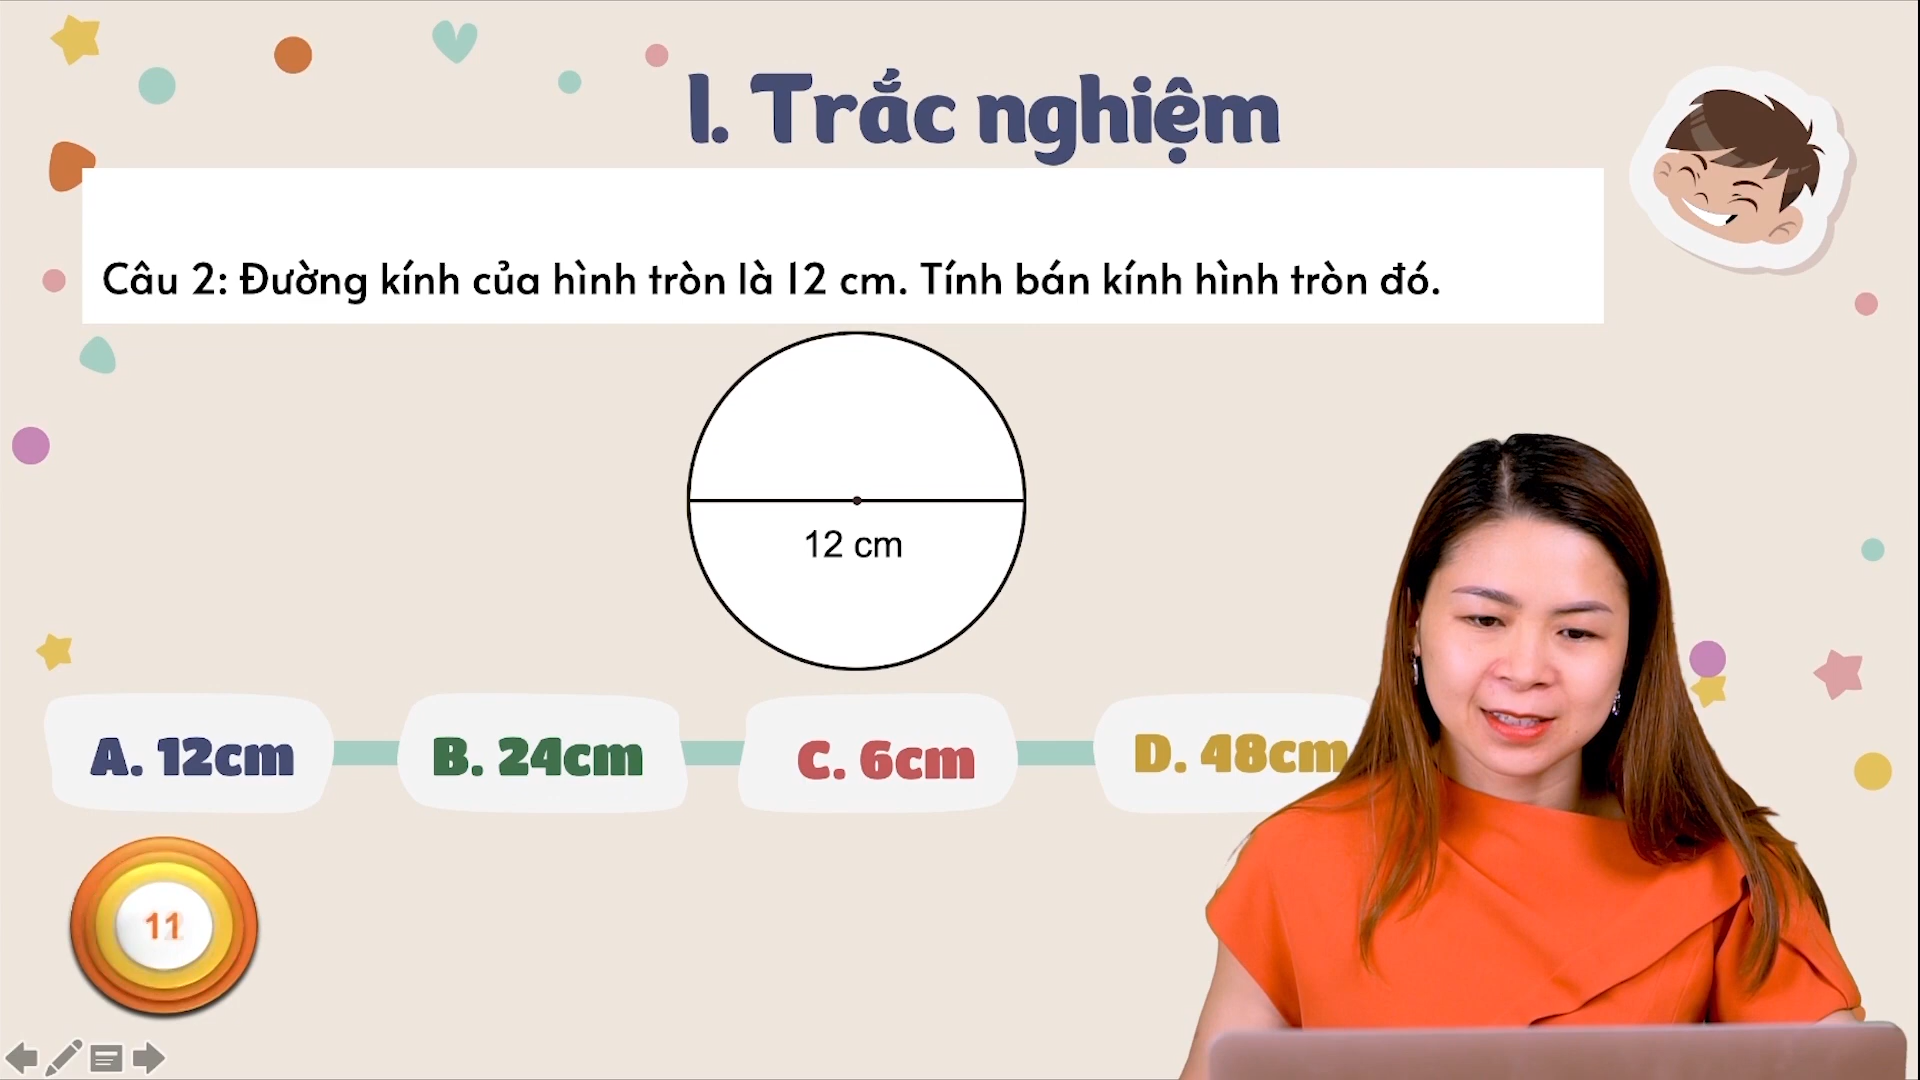 I. Trắc nghiệm
Câu 2: Đường kính của hình tròn là 12 cm. Tính bán kính hình tròn đó.
12 cm
A. 12cm
B. 24cm
C. 6cm
D. 48cm
11